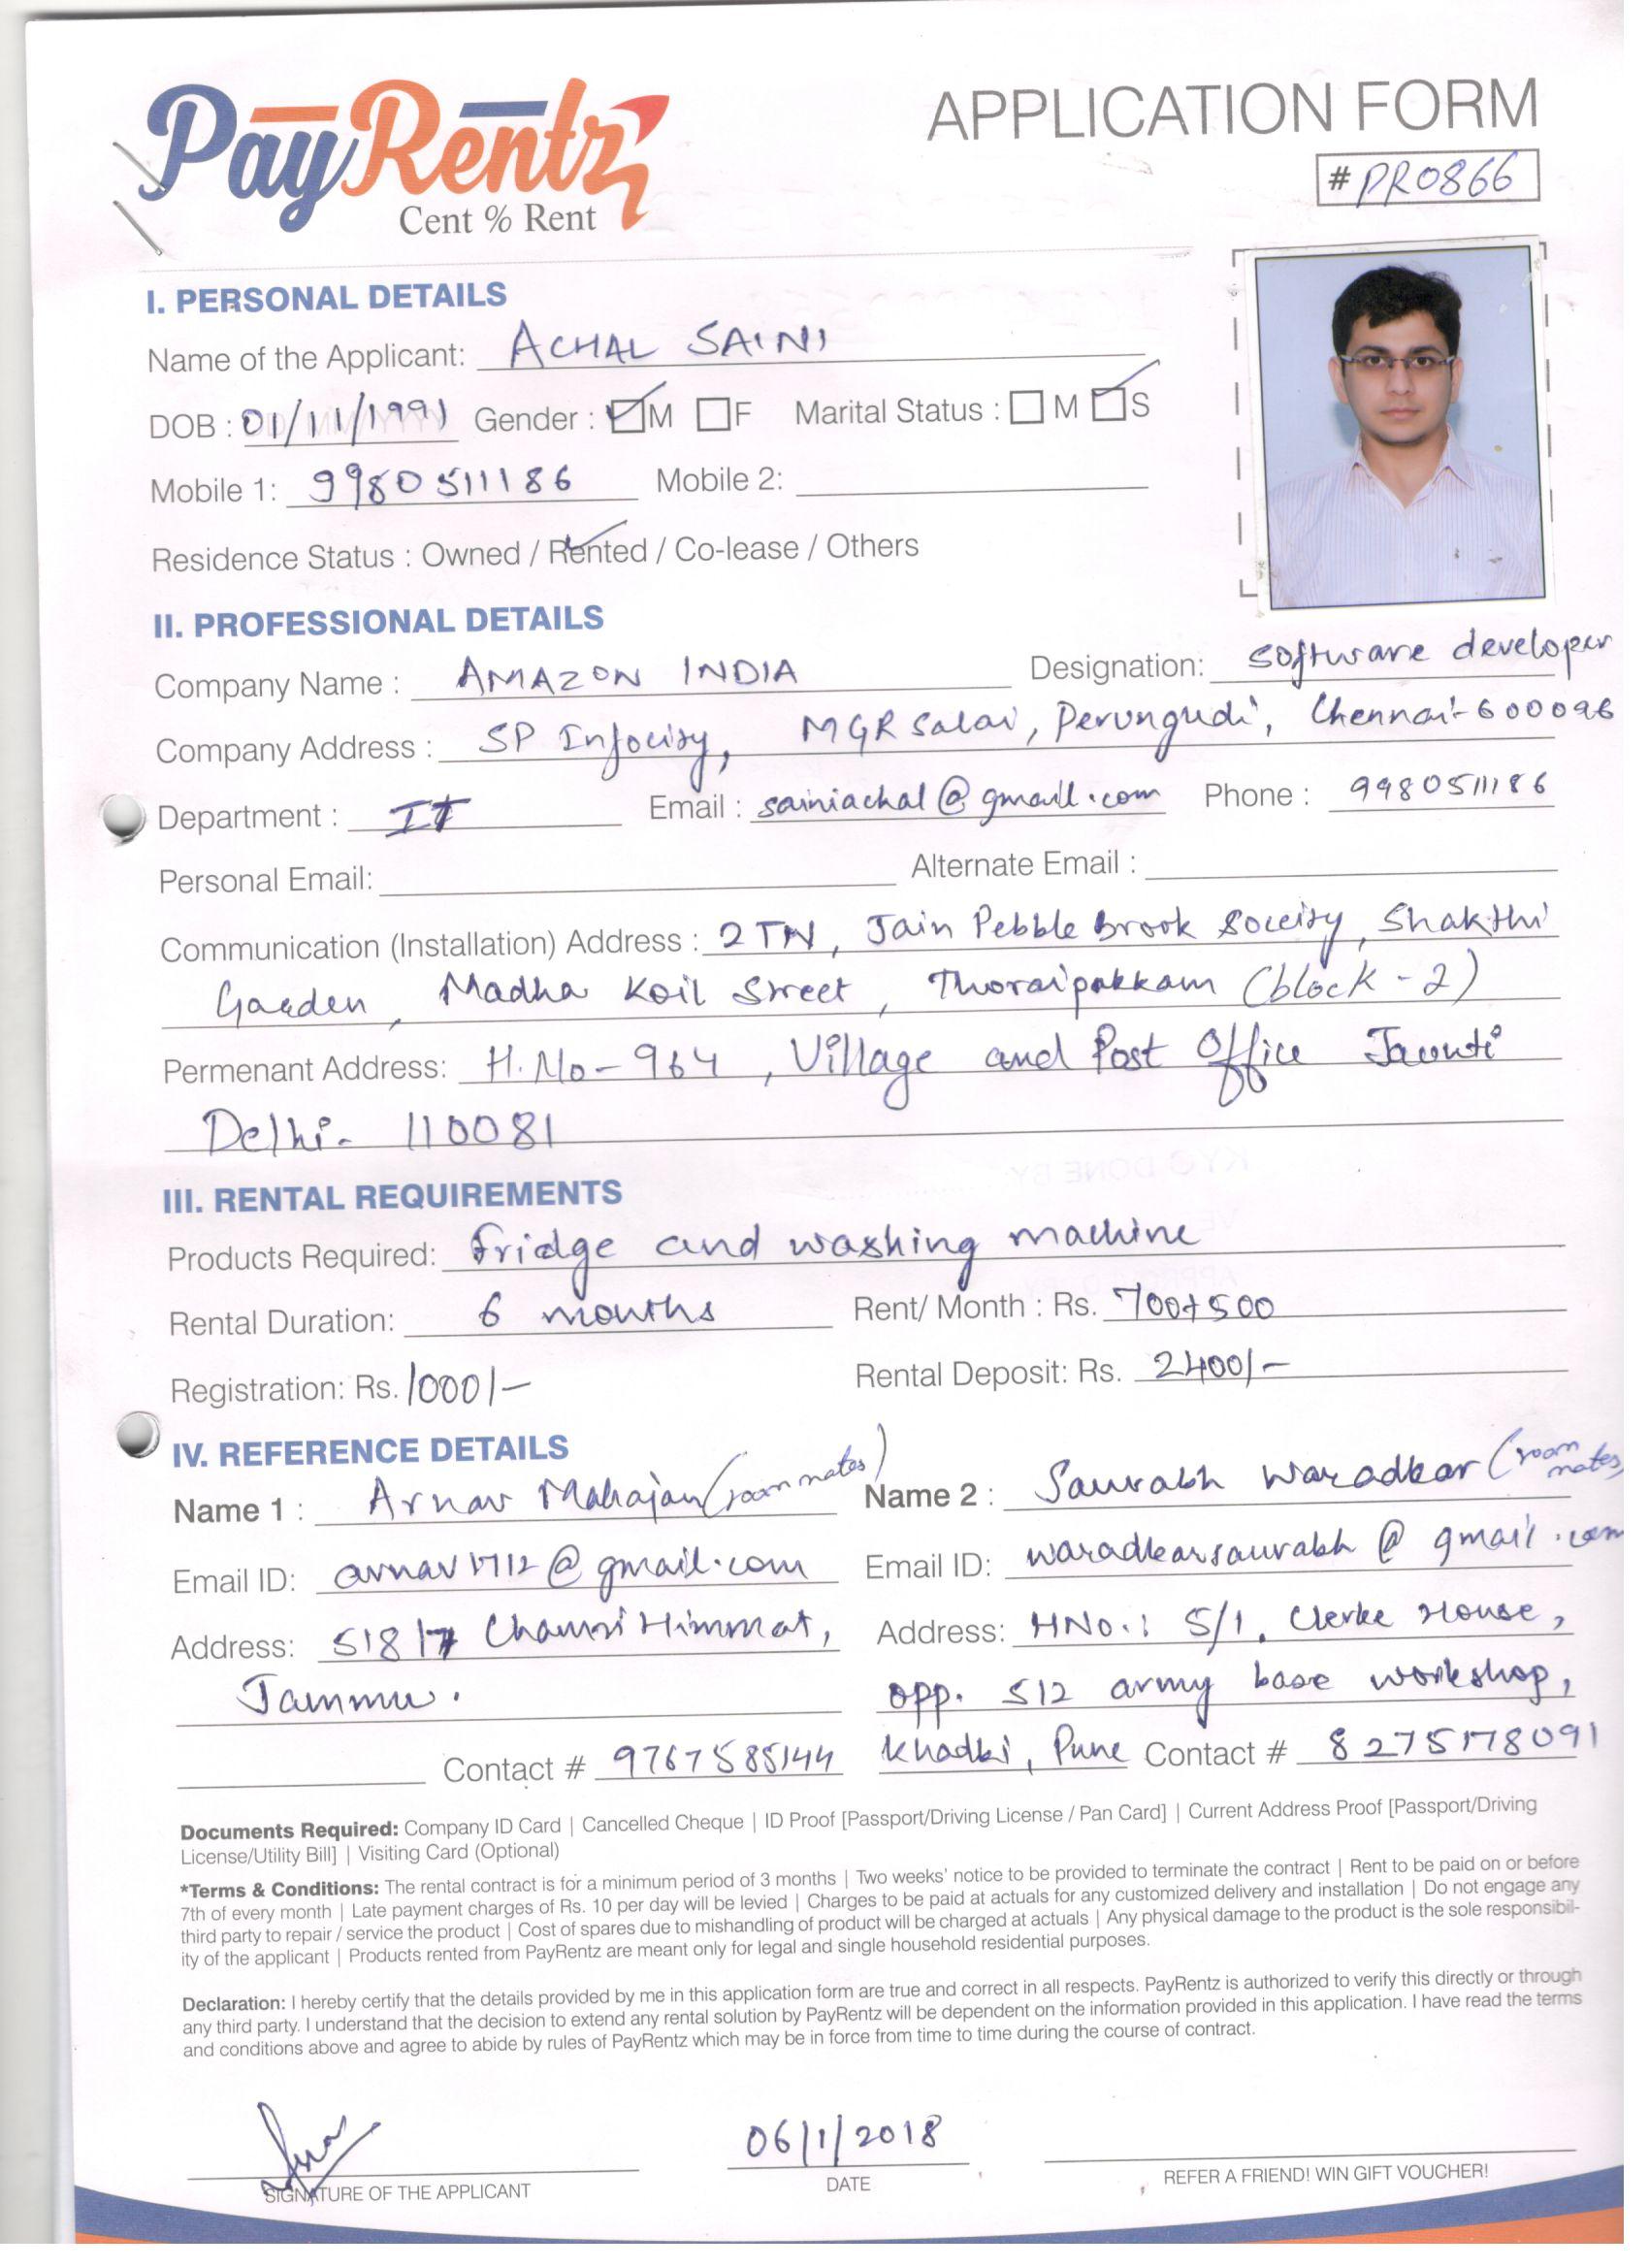 PayRentz
Cent % Rent
APPLICATION FORM
#PR0866
I. PERSONAL DETAILS
Name of the Applicant: ACHAL SAINI
DOB : 01/11/1991 Gender : M F Marital Status : M S
Mobile 1: 9980511186 Mobile 2:
Residence Status : Owned / Rented / Co-lease / Others
II. PROFESSIONAL DETAILS
Company Name : AMAZON INDIA Designation: software developer
Company Address : SP Infocity, MGR Salai, Perungudi, Chennai-600096
Department : IT Email : sainiachal@gmail.com Phone : 9980511186
Personal Email: Alternate Email :
Communication (Installation) Address : 2TN, Jain Pebble brook Soceity, Shakthi
Garden, Madha Koil Street, Thoraipakkam (block-2)
Permenant Address: H.No-964, Village and Post Office Jaunti
Delhi- 110081
III. RENTAL REQUIREMENTS
Products Required: fridge and washing machine
Rental Duration: 6 months Rent/ Month : Rs. 700+500
Registration: Rs. 1000/- Rental Deposit: Rs. 2400/-
IV. REFERENCE DETAILS
Name 1 : Arnav Mahajan (roommates) Name 2 : Saurabh Waradkar (roommates)
Email ID: arnav1712@gmail.com Email ID: waradkarsaurabh@gmail.com
Address: 518/7 Channi Himmat, Address: HNo.: 5/1, Clerke House,
Jammu. opp. 512 army base workshop,
Contact # 9767585144 Khadki, Pune Contact # 8275178091
Documents Required: Company ID Card | Cancelled Cheque | ID Proof [Passport/Driving License / Pan Card] | Current Address Proof [Passport/Driving
License/Utility Bill] | Visiting Card (Optional)
*Terms & Conditions: The rental contract is for a minimum period of 3 months | Two weeks' notice to be provided to terminate the contract | Rent to be paid on or before
7th of every month | Late payment charges of Rs. 10 per day will be levied | Charges to be paid at actuals for any customized delivery and installation | Do not engage any
third party to repair / service the product | Cost of spares due to mishandling of product will be charged at actuals | Any physical damage to the product is the sole responsibil-
ity of the applicant | Products rented from PayRentz are meant only for legal and single household residential purposes.
Declaration: I hereby certify that the details provided by me in this application form are true and correct in all respects. PayRentz is authorized to verify this directly or through
any third party. I understand that the decision to extend any rental solution by PayRentz will be dependent on the information provided in this application. I have read the terms
and conditions above and agree to abide by rules of PayRentz which may be in force from time to time during the course of contract.
06/1/2018
SIGNATURE OF THE APPLICANT DATE REFER A FRIEND! WIN GIFT VOUCHER!